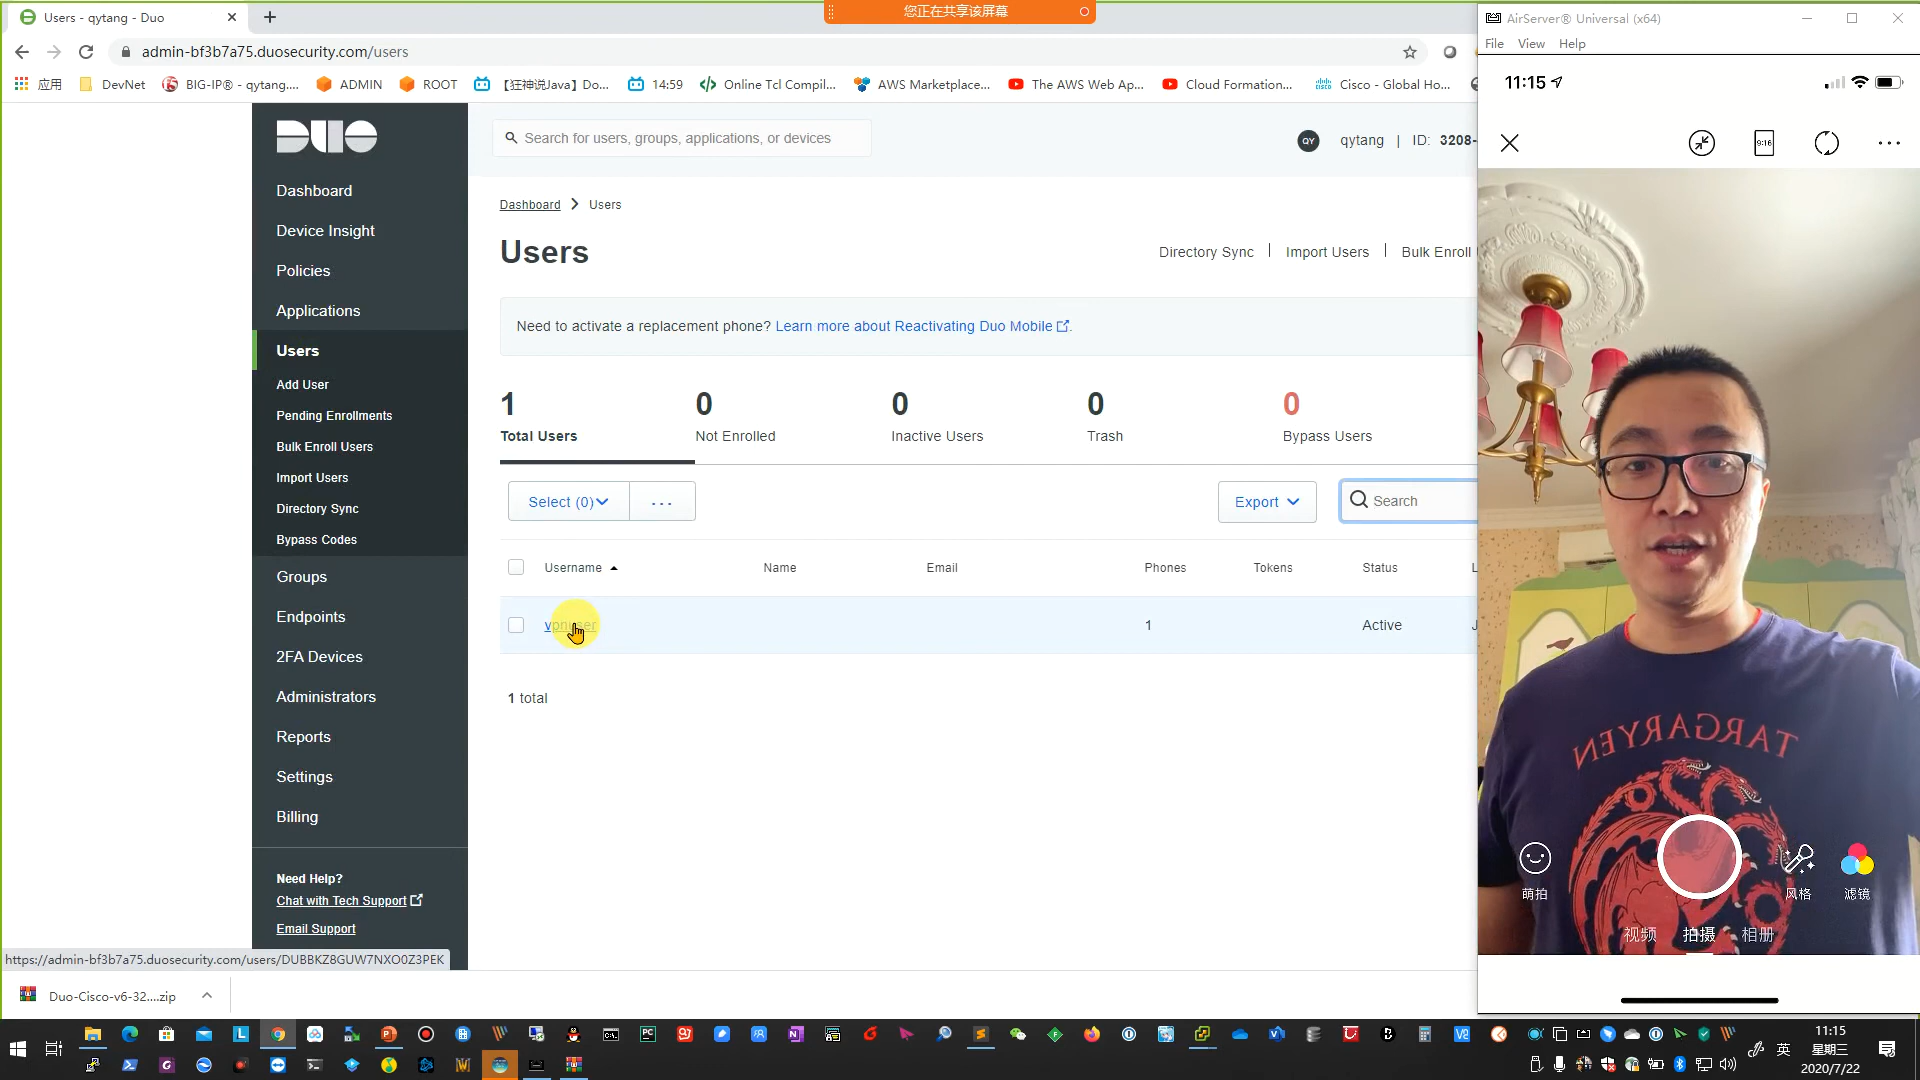 Users - qytang - Duo
您正在共享该屏幕
AirServer® Universal (x64)
File View Help
admin-bf3b7a75.duosecurity.com/users
应用
DevNet
BIG-IP® - qytang....
ADMIN
ROOT
【狂神说Java】Do...
14:59
Online Tcl Compil...
AWS Marketplace...
The AWS Web Ap...
Cloud Formation...
Cisco - Global Ho...
11:15
9:16
DUO
Search for users, groups, applications, or devices
QY
qytang | ID: 3208-
Dashboard
Device Insight
Policies
Applications
Users
Add User
Pending Enrollments
Bulk Enroll Users
Import Users
Directory Sync
Bypass Codes
Groups
Endpoints
2FA Devices
Administrators
Reports
Settings
Billing
Need Help?
Chat with Tech Support
Email Support
Dashboard > Users
Users
Directory Sync | Import Users | Bulk Enroll
Need to activate a replacement phone? Learn more about Reactivating Duo Mobile.
1 0 0 0 0
Total Users Not Enrolled Inactive Users Trash Bypass Users
Select (0) ...
Export
Search
Username Name Email Phones Tokens Status L
vpnuser 1 Active J
1 total
TARGARYEN
萌拍
风格
滤镜
视频 拍摄 相册
https://admin-bf3b7a75.duosecurity.com/users/DUBBKZ8GUW7NXO0Z3PEK
Duo-Cisco-v6-32....zip
英
11:15
星期三
2020/7/22